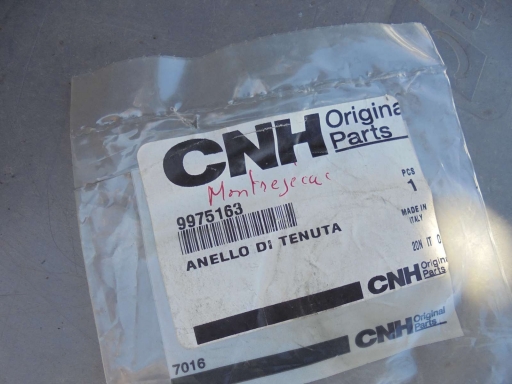 CNH Original Parts
9975163
PCS
1
MADE IN
ITALY
ANELLO DI TENUTA
CNH Original Parts
7016
CNH Original Parts